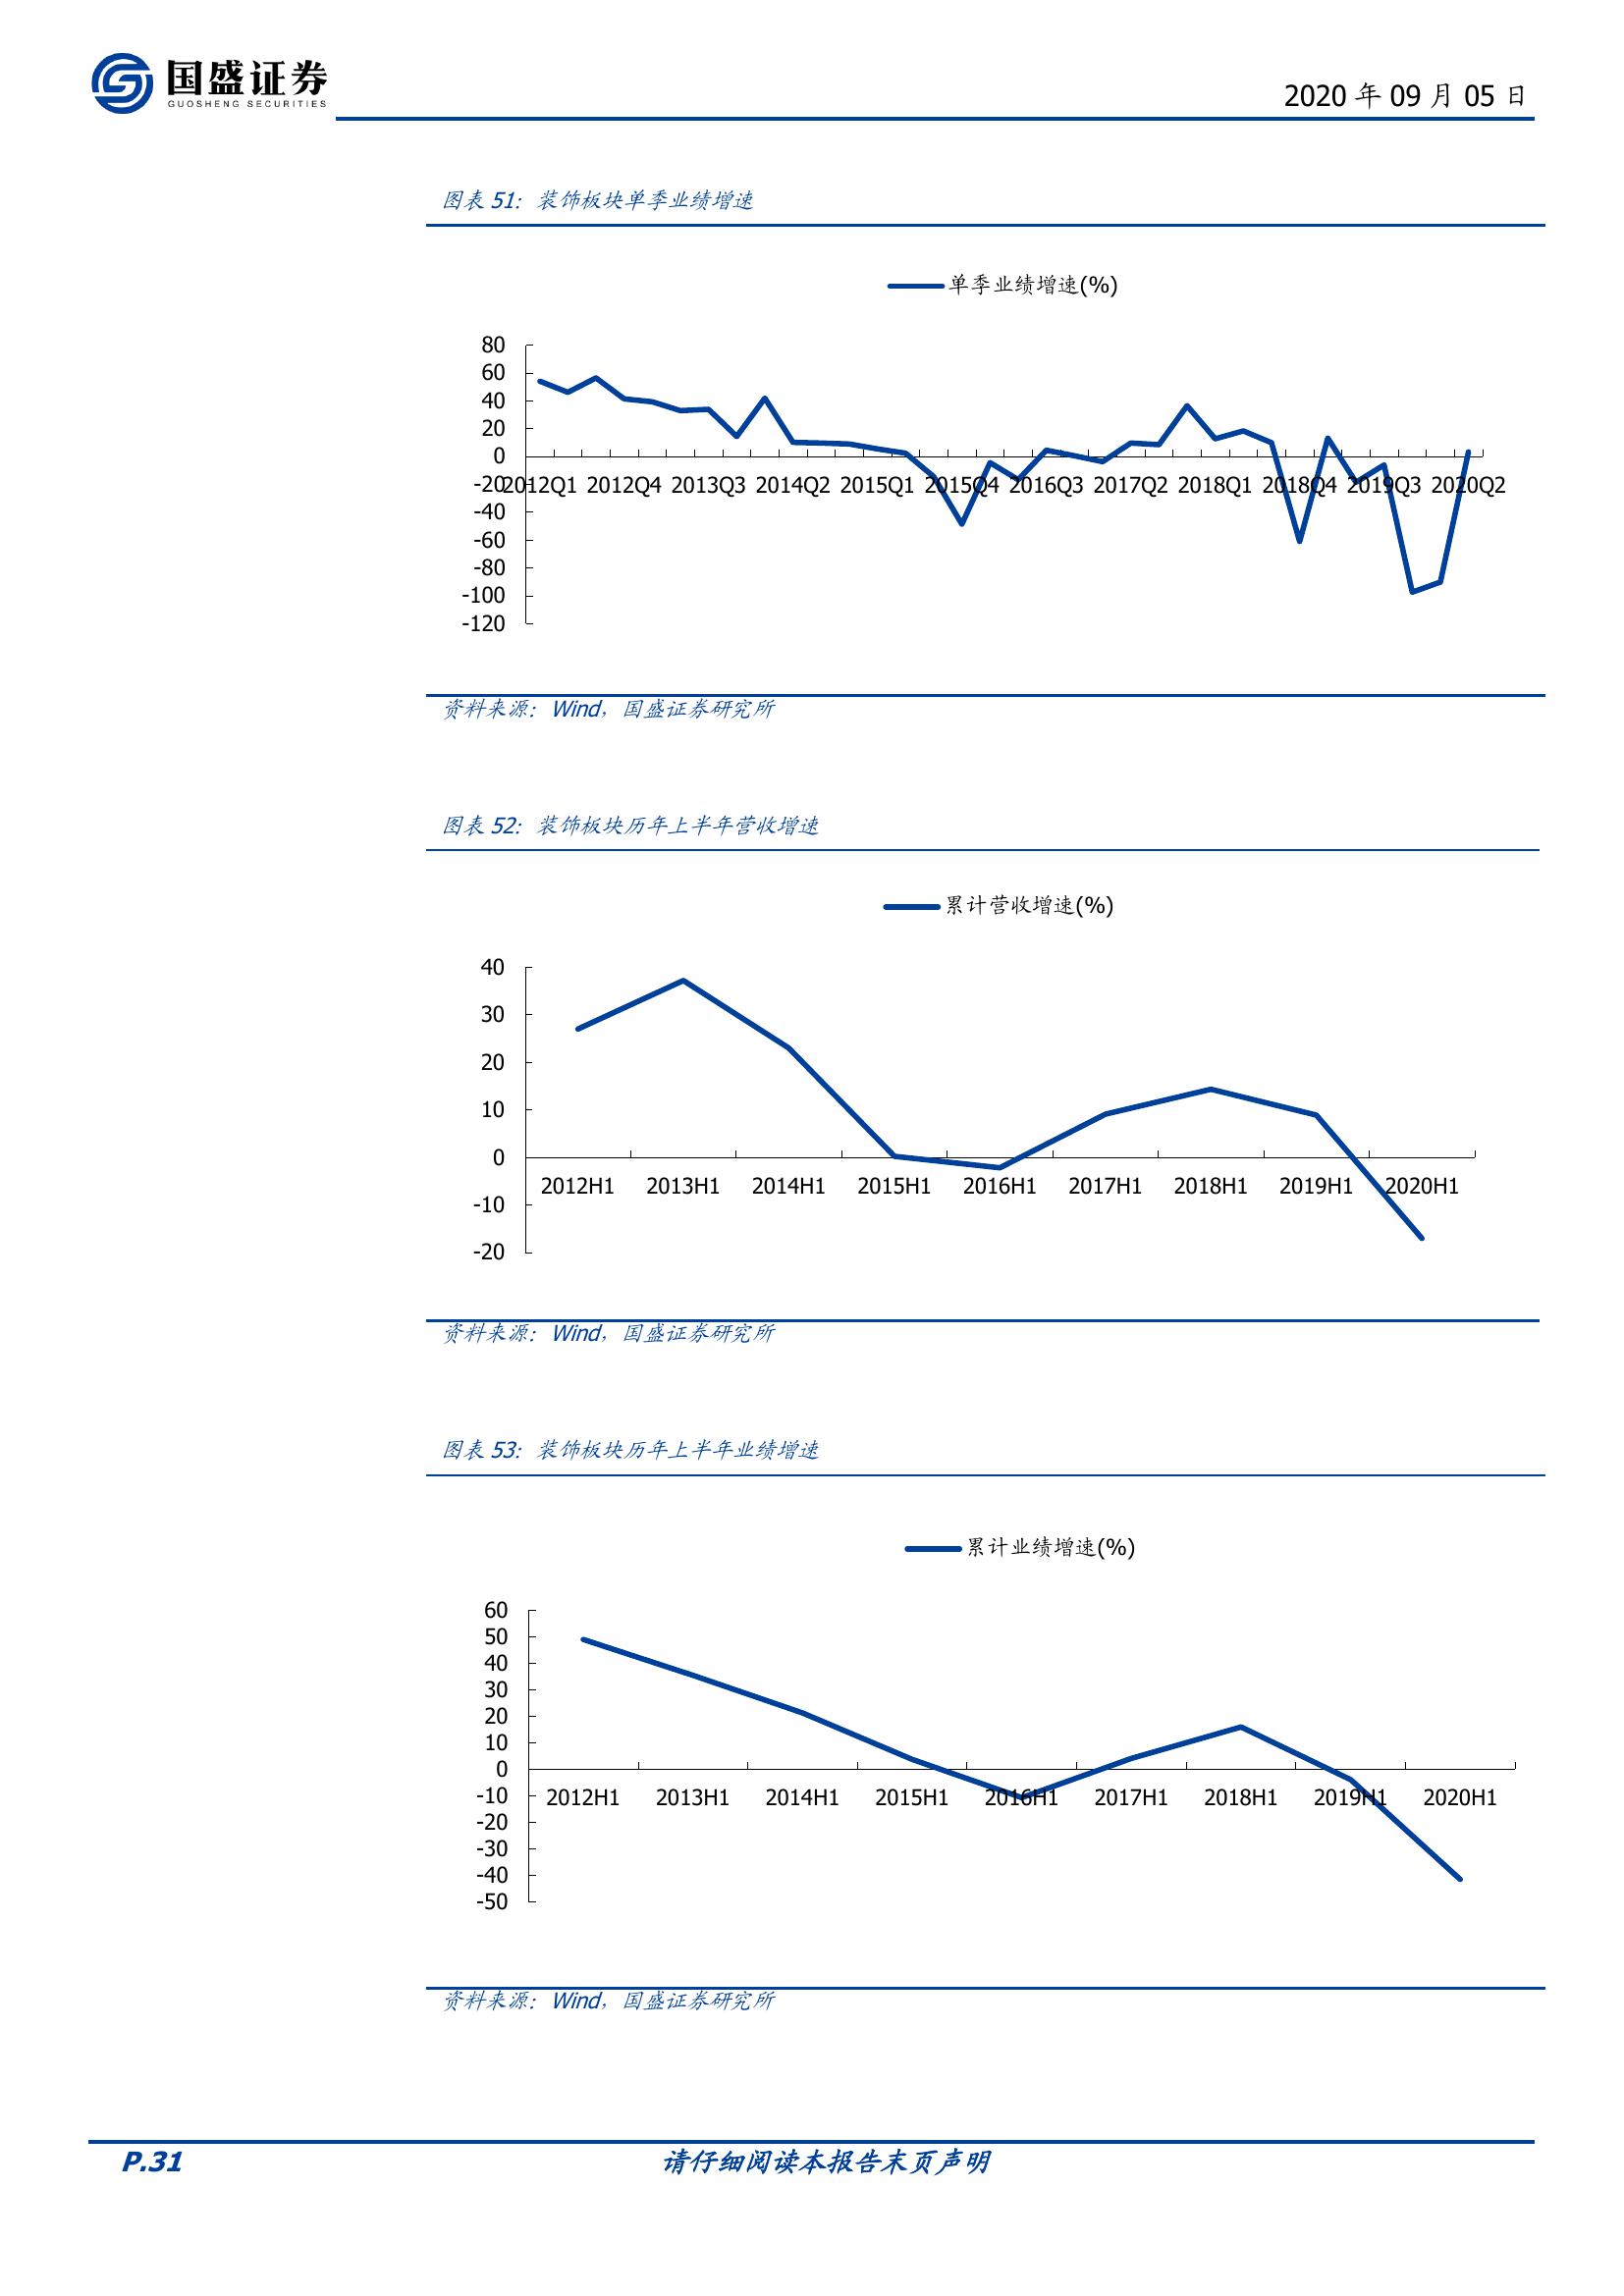 国盛证券
GUOSHENG SECURITIES
2020 年 09 月 05 日
图表 51：装饰板块单季业绩增速
单季业绩增速(%)
80
60
40
20
0
-20
-40
-60
-80
-100
-120
2012Q1 2012Q4 2013Q3 2014Q2 2015Q1 2015Q4 2016Q3 2017Q2 2018Q1 2018Q4 2019Q3 2020Q2
资料来源：Wind，国盛证券研究所
图表 52：装饰板块历年上半年营收增速
累计营收增速(%)
40
30
20
10
0
-10
-20
2012H1 2013H1 2014H1 2015H1 2016H1 2017H1 2018H1 2019H1 2020H1
资料来源：Wind，国盛证券研究所
图表 53：装饰板块历年上半年业绩增速
累计业绩增速(%)
60
50
40
30
20
10
0
-10
-20
-30
-40
-50
2012H1 2013H1 2014H1 2015H1 2016H1 2017H1 2018H1 2019H1 2020H1
资料来源：Wind，国盛证券研究所
P.31
请仔细阅读本报告末页声明